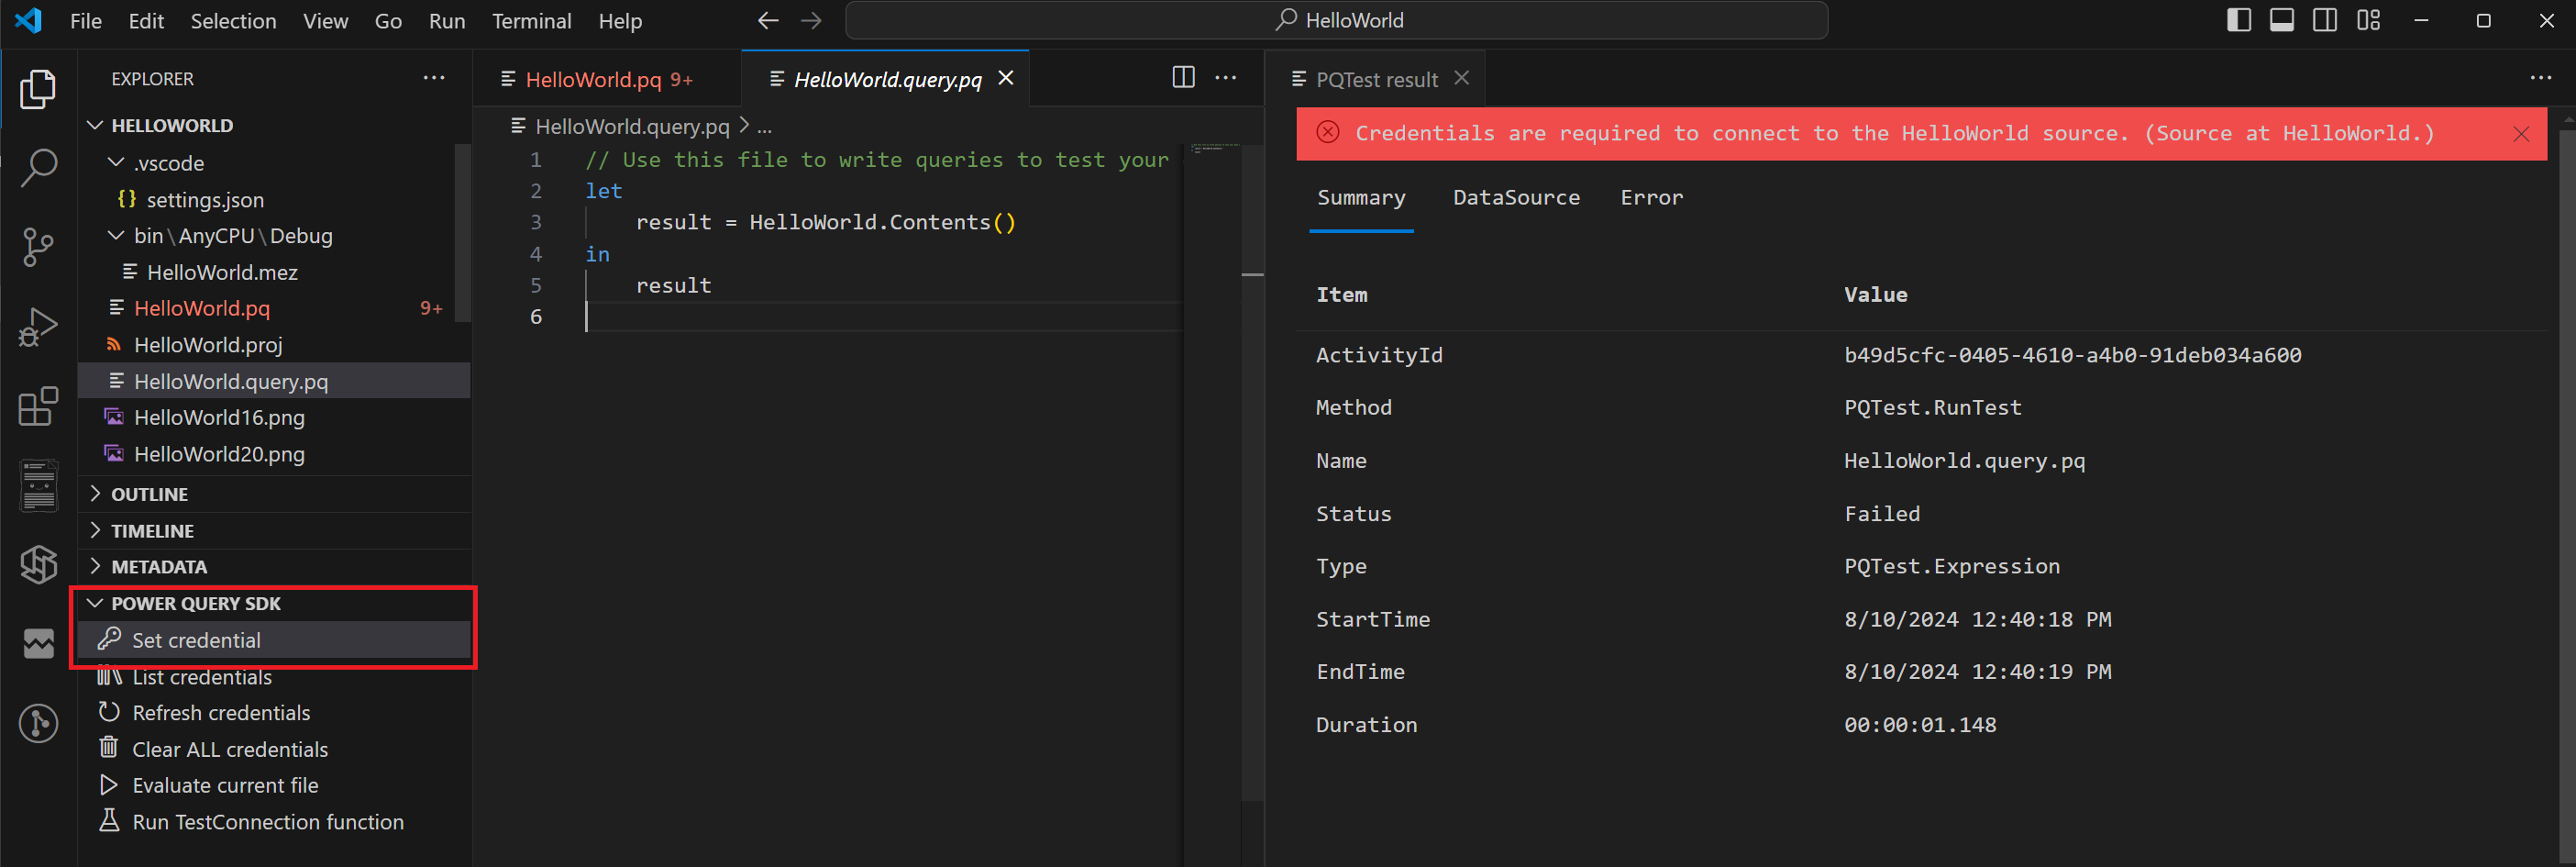 File Edit Selection View Go Run Terminal Help
HelloWorld
EXPLORER
HELLOWORLD
.vscode
{} settings.json
bin\AnyCPU\Debug
HelloWorld.mez
HelloWorld.pq 9+
HelloWorld.proj
HelloWorld.query.pq
HelloWorld16.png
HelloWorld20.png
OUTLINE
TIMELINE
METADATA
POWER QUERY SDK
Set credential
List credentials
Refresh credentials
Clear ALL credentials
Evaluate current file
Run TestConnection function
HelloWorld.pq 9+
HelloWorld.query.pq
HelloWorld.query.pq > ...
1 // Use this file to write queries to test your
2 let
3 result = HelloWorld.Contents()
4 in
5 result
6
PQTest result
Credentials are required to connect to the HelloWorld source. (Source at HelloWorld.)
Summary DataSource Error
Item Value
ActivityId b49d5cfc-0405-4610-a4b0-91deb034a600
Method PQTest.RunTest
Name HelloWorld.query.pq
Status Failed
Type PQTest.Expression
StartTime 8/10/2024 12:40:18 PM
EndTime 8/10/2024 12:40:19 PM
Duration 00:00:01.148